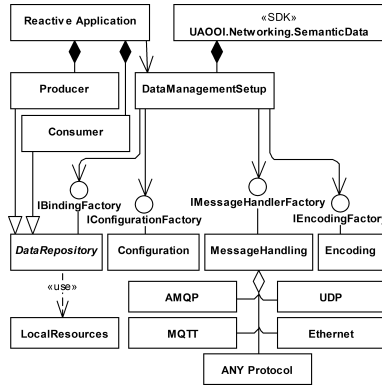 Reactive Application
«SDK»
UAOOI.Networking.SemanticData
Producer
DataManagementSetup
Consumer
IBindingFactory
IMessageHandlerFactory
IConfigurationFactory
IEncodingFactory
DataRepository
Configuration
MessageHandling
Encoding
«use»
AMQP
UDP
LocalResources
MQTT
Ethernet
ANY Protocol